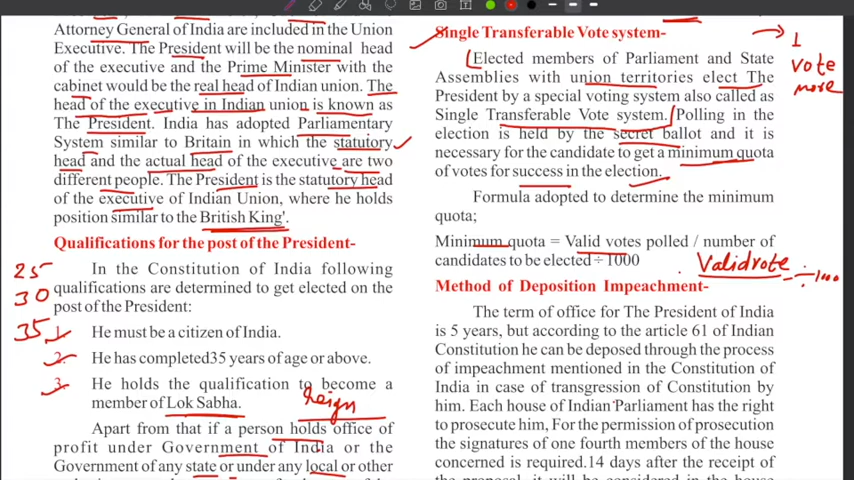 Attorney General of India are included in the Union
Executive. The President will be the nominal head
of the executive and the Prime Minister with the
cabinet would be the real head of Indian union. The
head of the executive in Indian union is known as
The President. India has adopted Parliamentary
System similar to Britain in which the statutory
head and the actual head of the executive are two
different people. The President is the statutory head
of the executive of Indian Union, where he holds
position similar to the British King'.
Qualifications for the post of the President-
25
In the Constitution of India following
30
qualifications are determined to get elected on the
post of the President:
35
1. He must be a citizen of India.
2. He has completed35 years of age or above.
3. He holds the qualification to become a
member of Lok Sabha.
Reign
Apart from that if a person holds office of
profit under Government of India or the
Government of any state or under any local or other
Single Transferable Vote system-
1
vote
more
Elected members of Parliament and State
Assemblies with union territories elect The
President by a special voting system also called as
Single Transferable Vote system. Polling in the
election is held by the secret ballot and it is
necessary for the candidate to get a minimum quota
of votes for success in the election.
Formula adopted to determine the minimum
quota;
Minimum quota = Valid votes polled / number of
candidates to be elected ÷1000
Valid vote
÷1000
Method of Deposition Impeachment-
The term of office for The President of India
is 5 years, but according to the article 61 of Indian
Constitution he can be deposed through the process
of impeachment mentioned in the Constitution of
India in case of transgression of Constitution by
him. Each house of Indian Parliament has the right
to prosecute him, For the permission of prosecution
the signatures of one fourth members of the house
concerned is required.14 days after the receipt of
the proposal, it will be considered in the house